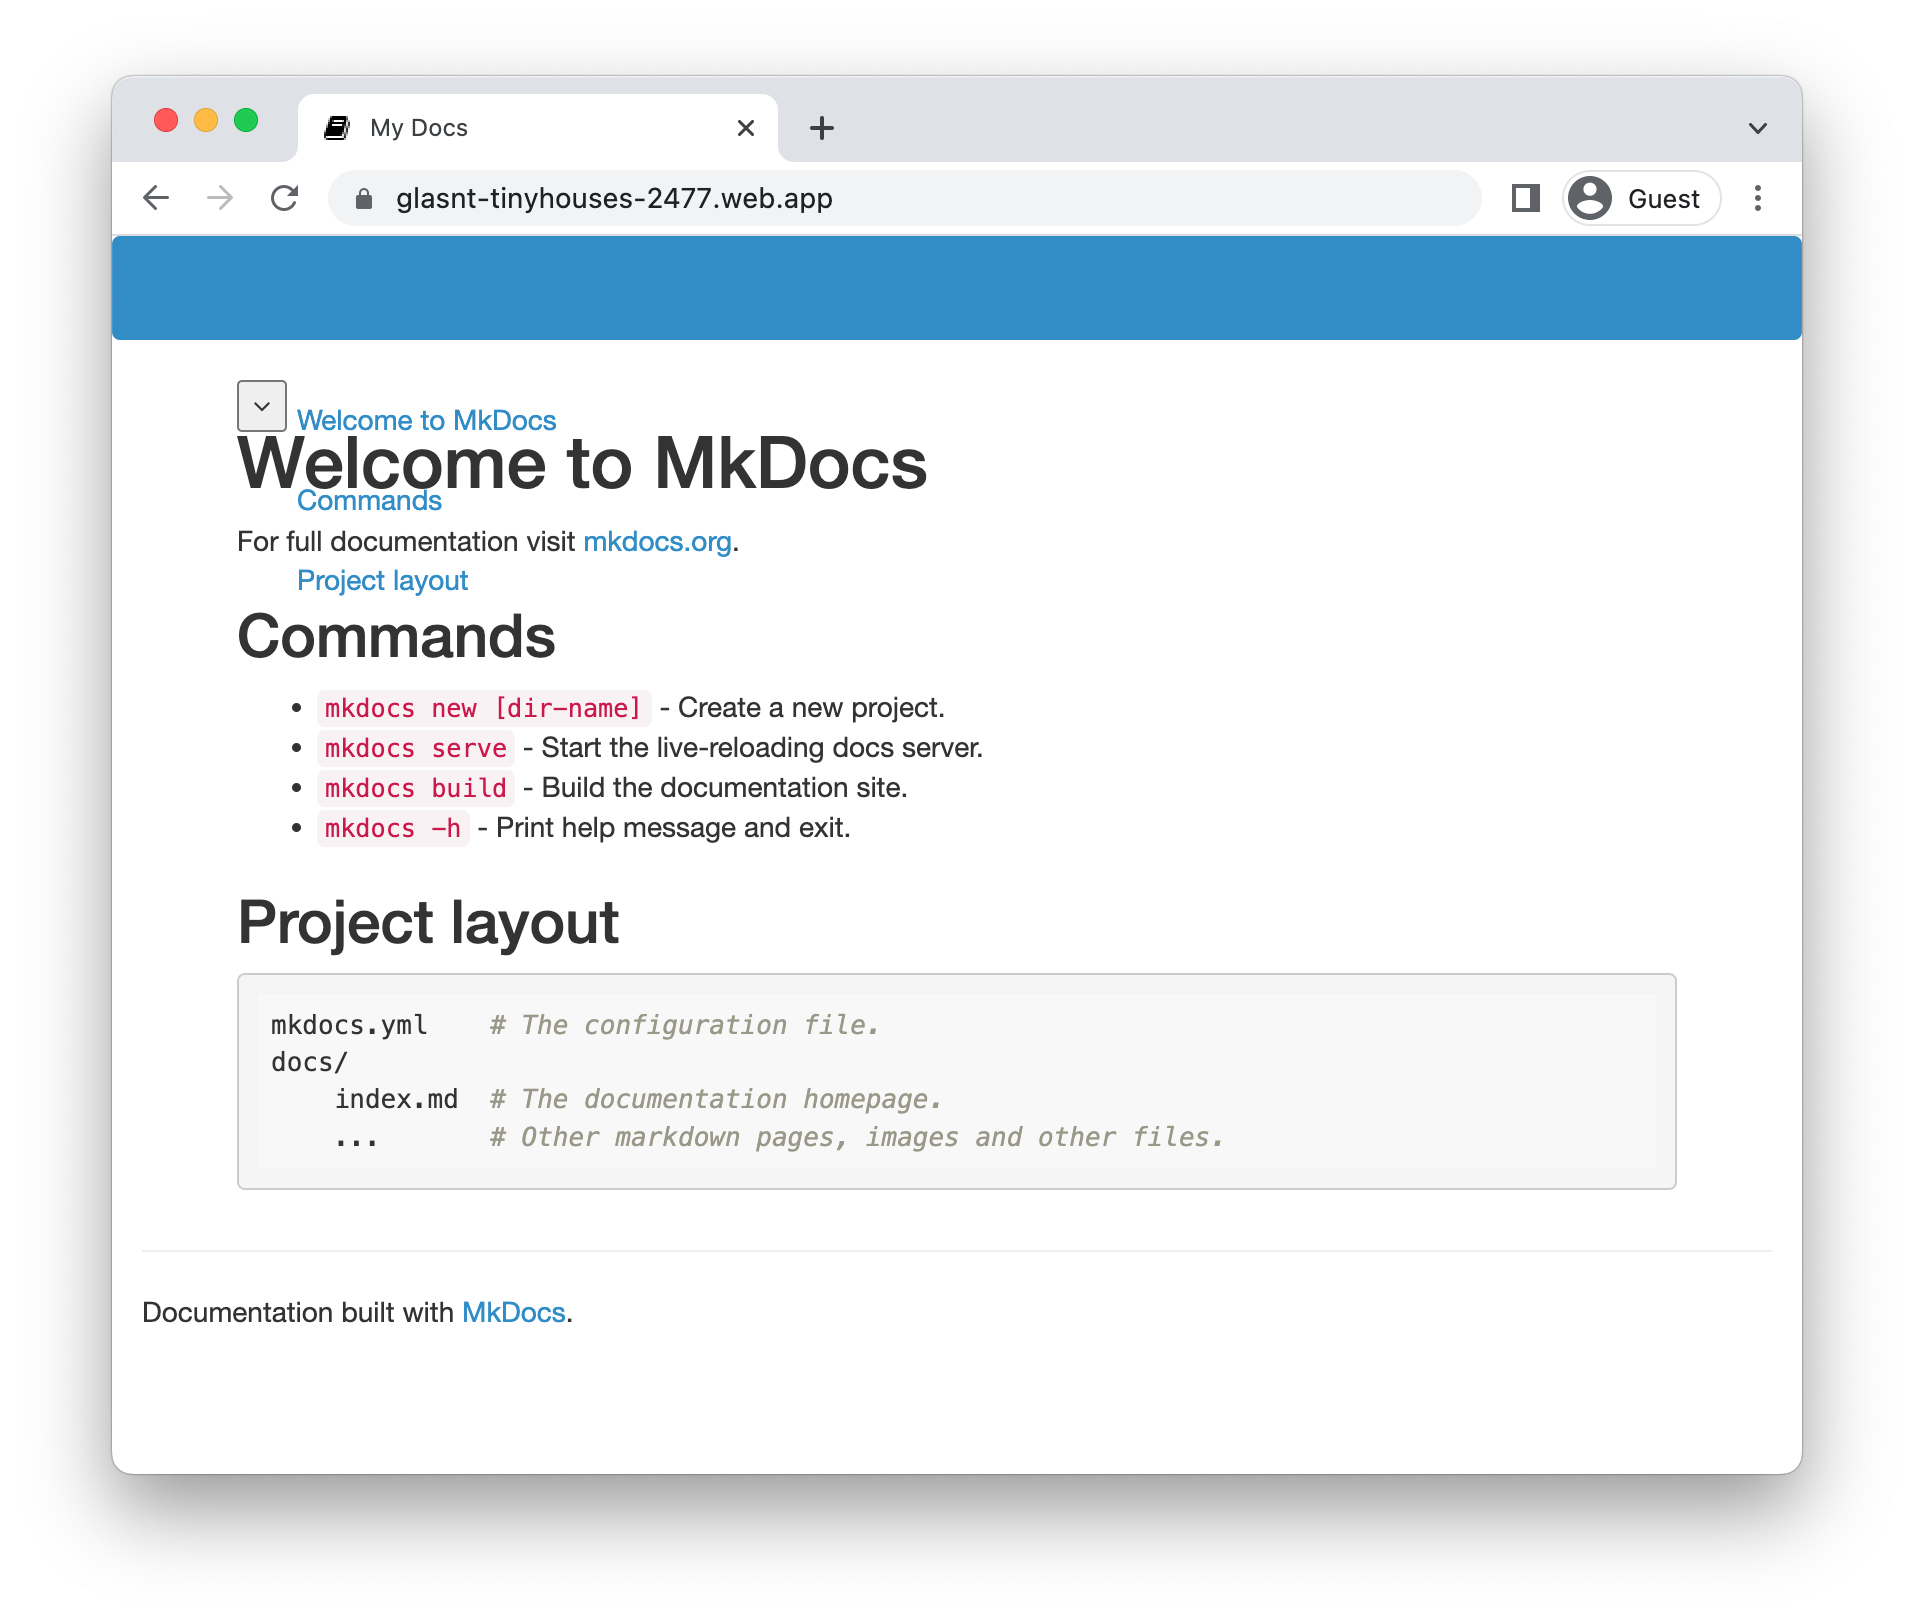 My Docs
glasnt-tinyhouses-2477.web.app
Guest
Welcome to MkDocs
Welcome to MkDocs
Commands
For full documentation visit mkdocs.org.
Project layout
Commands
• mkdocs new [dir-name] - Create a new project.
• mkdocs serve - Start the live-reloading docs server.
• mkdocs build - Build the documentation site.
• mkdocs -h - Print help message and exit.
Project layout
mkdocs.yml    # The configuration file.
docs/
    index.md  # The documentation homepage.
    ...       # Other markdown pages, images and other files.
Documentation built with MkDocs.